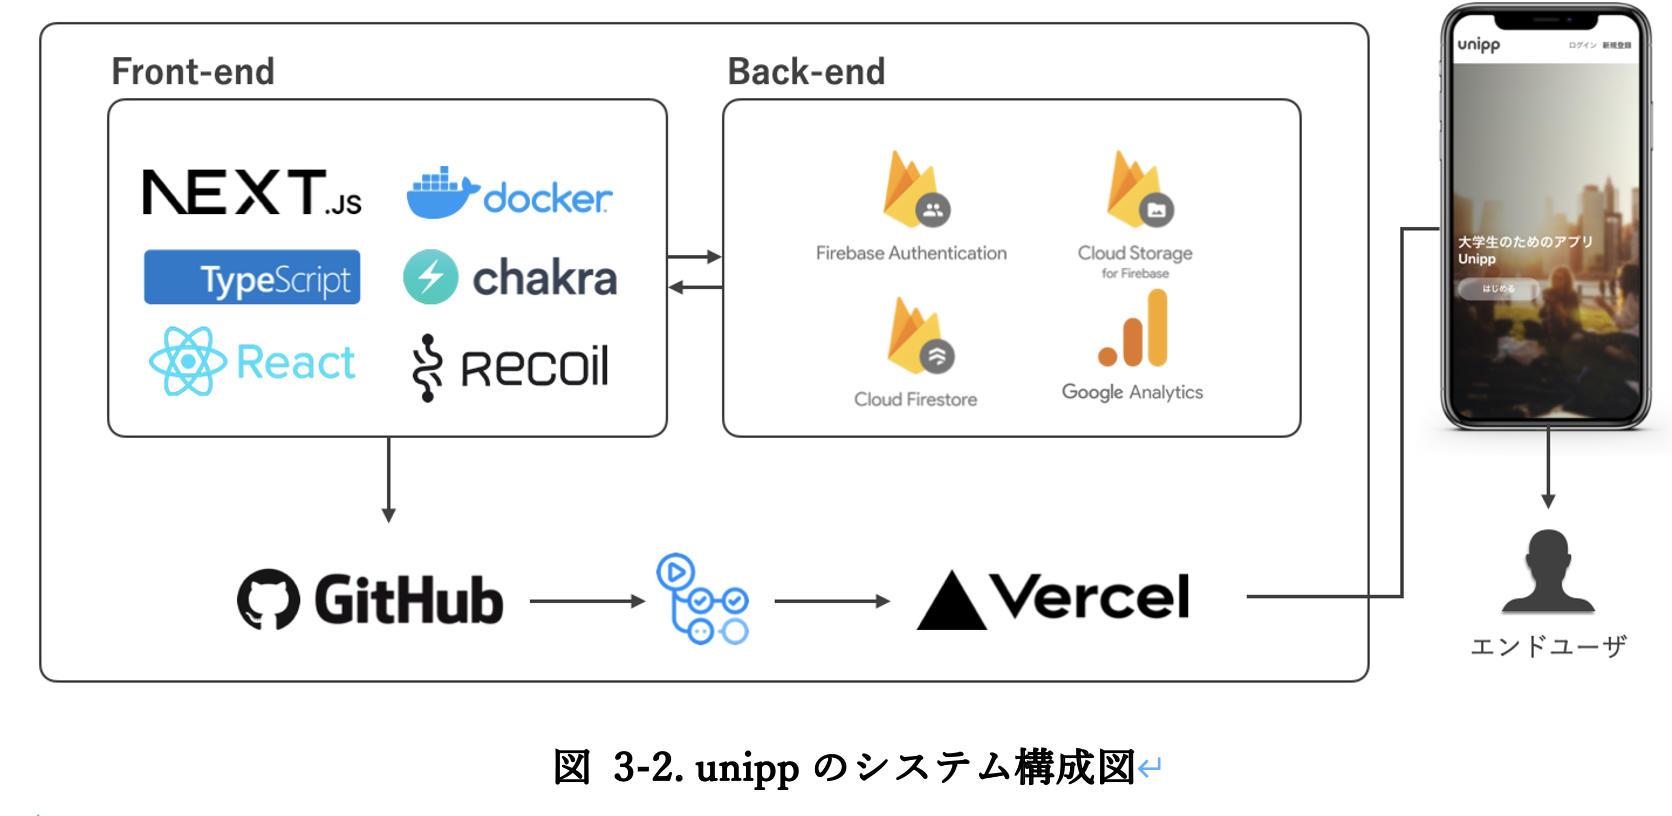 Front-end
Back-end
NEXT.JS
docker
TypeScript
chakra
React
Recoil
Firebase Authentication
Cloud Storage
for Firebase
Cloud Firestore
Google Analytics
GitHub
Vercel
unipp
ログイン 新規登録
大学生のためのアプリ
Unipp
はじめる
エンドユーザ
図 3-2. unipp のシステム構成図↵